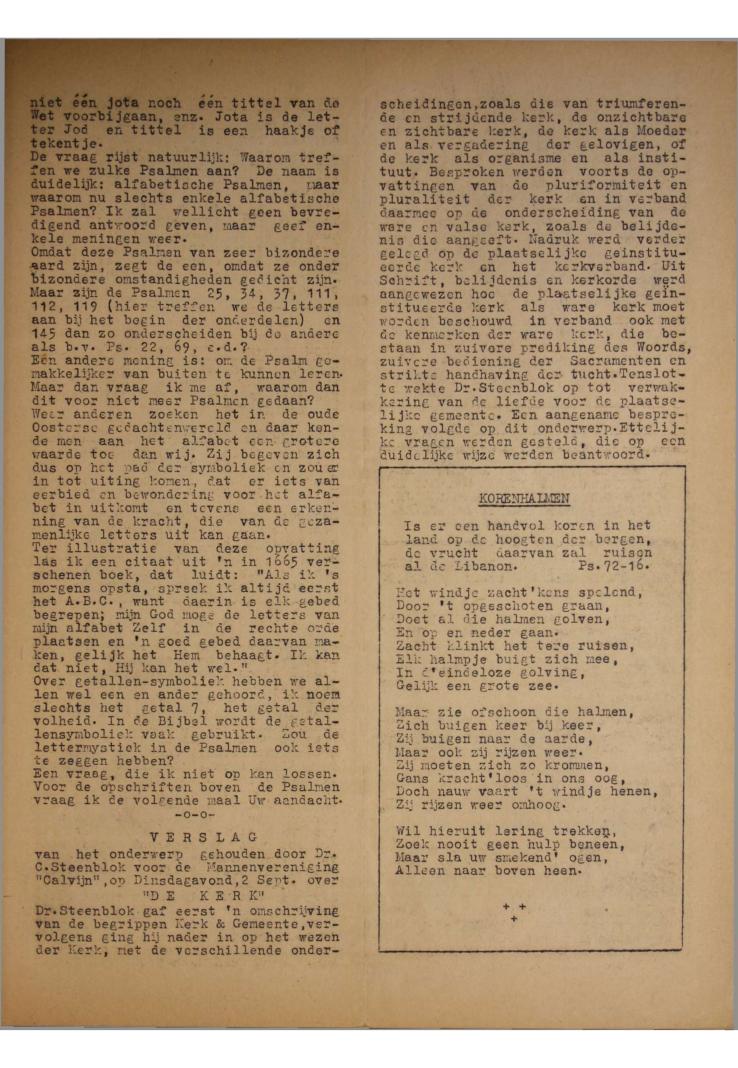 niet één jota noch één tittel van de
Wet voorbijgaan, enz. Jota is de let-
ter Jod en tittel is een haakje of
tekentje.
De vraag rijst natuurlijk: Waarom tref-
fen we zulke Psalmen aan? De naam is
duidelijk: alfabetische Psalmen, maar
waarom nu slechts enkele alfabetische
Psalmen? Ik zal wellicht geen bevre-
digend antwoord geven, maar geef en-
kele meningen weer.
Omdat deze Psalmen van zeer bizondere
aard zijn, zegt de een, omdat ze onder
bizondere omstandigheden gedicht zijn.
Maar zijn de Psalmen 25, 34, 37, 111,
112, 119 (hier treffen we de letters
aan bij het begin der onderdelen) en
145 dan zo onderscheiden bij de andere
als b.v. Ps. 22, 69, e.d.?
Een andere mening is: om de Psalm ge-
makkelijker van buiten te kunnen leren.
Maar dan vraag ik me af, waarom dan
dit voor niet meer Psalmen gedaan?
Weer anderen zoeken het in de oude
Oosterse gedachtenwereld en daar ken-
de men aan het alfabet een grotere
waarde toe dan wij. Zij begeven zich
dus op het pad der symboliek en zou er
in tot uiting komen, dat er iets van
eerbied en bewondering voor het alfa-
bet in uitkomt en tevens een erken-
ning van de kracht, die van de geza-
menlijke letters uit kan gaan.
Ter illustratie van deze opvatting
las ik een citaat uit 'n in 1665 ver-
schenen boek, dat luidt: "Als ik 's
morgens opsta, spreek ik altijd eerst
het A.B.C., want daarin is elk gebed
begrepen; mijn God moge de letters van
mijn alfabet Zelf in de rechte orde
plaatsen en 'n goed gebed daarvan ma-
ken, gelijk het Hem behaagt. Ik kan
dat niet, Hij kan het wel."
Over getallen-symboliek hebben we al-
len wel een en ander gehoord, ik noem
slechts het getal 7, het getal der
volheid. In de Bijbel wordt de getal-
lensymboliek vaak gebruikt. Zou de
lettermystiek in de Psalmen ook iets
te zeggen hebben?
Een vraag, die ik niet op kan lossen.
Voor de opschriften boven de Psalmen
vraag ik de volgende maal Uw aandacht.
-o-o-
VERSLAG
van het onderwerp gehouden door Dr.
C.Steenblok voor de Mannenvereniging
"Calvijn",op Dinsdagavond,2 Sept. over
"DE KERK"
Dr.Steenblok gaf eerst 'n omschrijving
van de begrippen Kerk & Gemeente,ver-
volgens ging hij nader in op het wezen
der Kerk, met de verschillende onder-
scheidingen,zoals die van triumferen-
de en strijdende kerk, de onzichtbare
en zichtbare kerk, de kerk als Moeder
en als vergadering der gelovigen, of
de kerk als organisme en als insti-
tuut. Besproken werden voorts de op-
vattingen van de pluriformiteit en
pluraliteit der kerk en in verband
daarmee op de onderscheiding van de
ware en valse kerk, zoals de belijde-
nis die aangeeft. Nadruk werd verder
gelegd op de plaatselijke geinstitu-
eerde kerk en het kerkverband. Uit
Schrift, belijdenis en kerkorde werd
aangewezen hoe de plaatselijke gein-
stitueerde kerk als ware kerk moet
worden beschouwd in verband ook met
de kenmerken der ware kerk, die be-
staan in zuivere prediking des Woords,
zuivere bediening der Sacramenten en
strikte handhaving der tucht.Tenslot-
te wekte Dr.Steenblok op tot verwak-
kering van de liefde voor de plaatse-
lijke gemeente. Een aangename bespre-
king volgde op dit onderwerp.Ettelij-
ke vragen werden gesteld, die op een
duidelijke wijze werden beantwoord.
KORENHALMEN
Is er een handvol koren in het
land op de hoogten der bergen,
de vrucht daarvan zal ruisen
al de Libanon. Ps.72-16.
Het windje zacht'kens spelend,
Door 't opgeschoten graan,
Doet al die halmen golven,
En op en neder gaan.
Zacht klinkt het tere ruisen,
Elk halmpje buigt zich mee,
In d'eindeloze golving,
Gelijk een grote zee.
Maar zie ofschoon die halmen,
Zich buigen keer bij keer,
Zij buigen naar de aarde,
Maar ook zij rijzen weer.
Zij moeten zich zo krommen,
Gans kracht'loos in ons oog,
Doch nauw vaart 't windje henen,
Zij rijzen weer omhoog.
Wil hieruit lering trekken,
Zoek nooit geen hulp beneen,
Maar sla uw smekend' ogen,
Alleen naar boven heen.
+ +
+